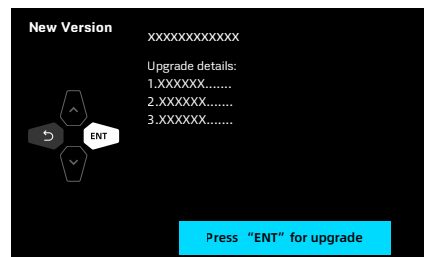 New Version
XXXXXXXXXXXX
Upgrade details:
1.XXXXXX.......
2.XXXXXX.......
3.XXXXXX.......
ENT
Press “ENT” for upgrade